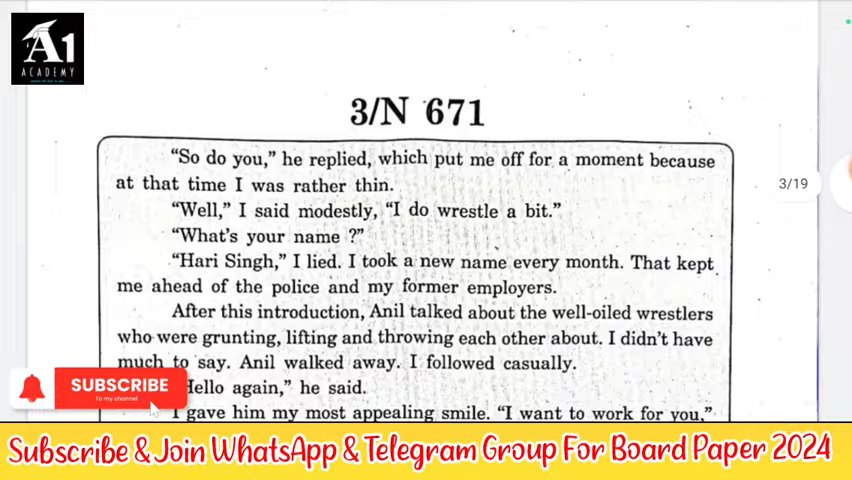 A1
ACADEMY
3/N 671
"So do you," he replied, which put me off for a moment because
at that time I was rather thin.
"Well," I said modestly, "I do wrestle a bit."
"What's your name ?"
"Hari Singh," I lied. I took a new name every month. That kept
me ahead of the police and my former employers.
After this introduction, Anil talked about the well-oiled wrestlers
who were grunting, lifting and throwing each other about. I didn't have
much to say. Anil walked away. I followed casually.
Hello again," he said.
I gave him my most appealing smile. "I want to work for you,"
3/19
SUBSCRIBE
To my channel
Subscribe & Join WhatsApp & Telegram Group For Board Paper 2024